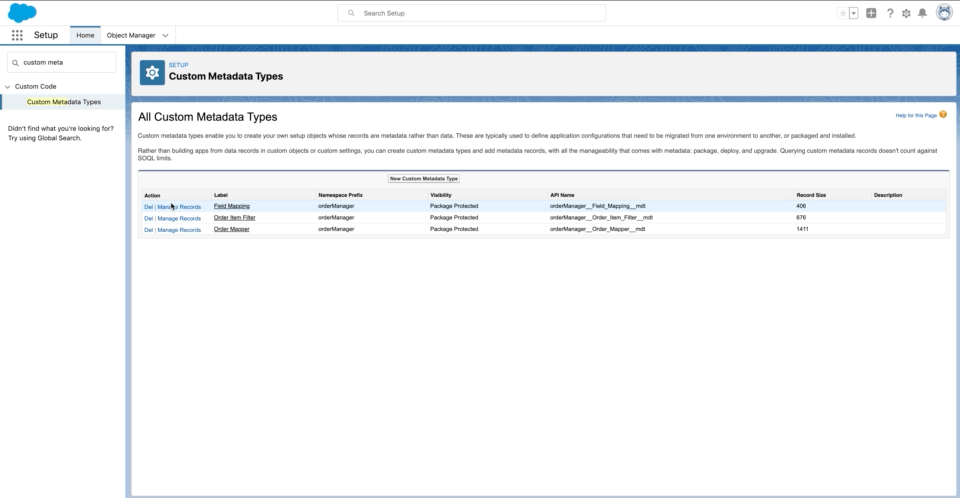 Search Setup
Setup
Home
Object Manager
custom meta
Custom Code
Custom Metadata Types
Didn't find what you're looking for?
Try using Global Search.
SETUP
Custom Metadata Types
All Custom Metadata Types
Help for this Page
Custom metadata types enable you to create your own setup objects whose records are metadata rather than data. These are typically used to define application configurations that need to be migrated from one environment to another, or packaged and installed.
Rather than building apps from data records in custom objects or custom settings, you can create custom metadata types and add metadata records, with all the manageability that comes with metadata: package, deploy, and upgrade. Querying custom metadata records doesn't count against
SOQL limits.
New Custom Metadata Type
Action Label Namespace Prefix Visibility API Name Record Size Description
Del | Manage Records Field Mapping orderManager Package Protected orderManager__Field_Mapping__mdt 406
Del | Manage Records Order Item Filter orderManager Package Protected orderManager__Order_Item_Filter__mdt 676
Del | Manage Records Order Mapper orderManager Package Protected orderManager__Order_Mapper__mdt 1411